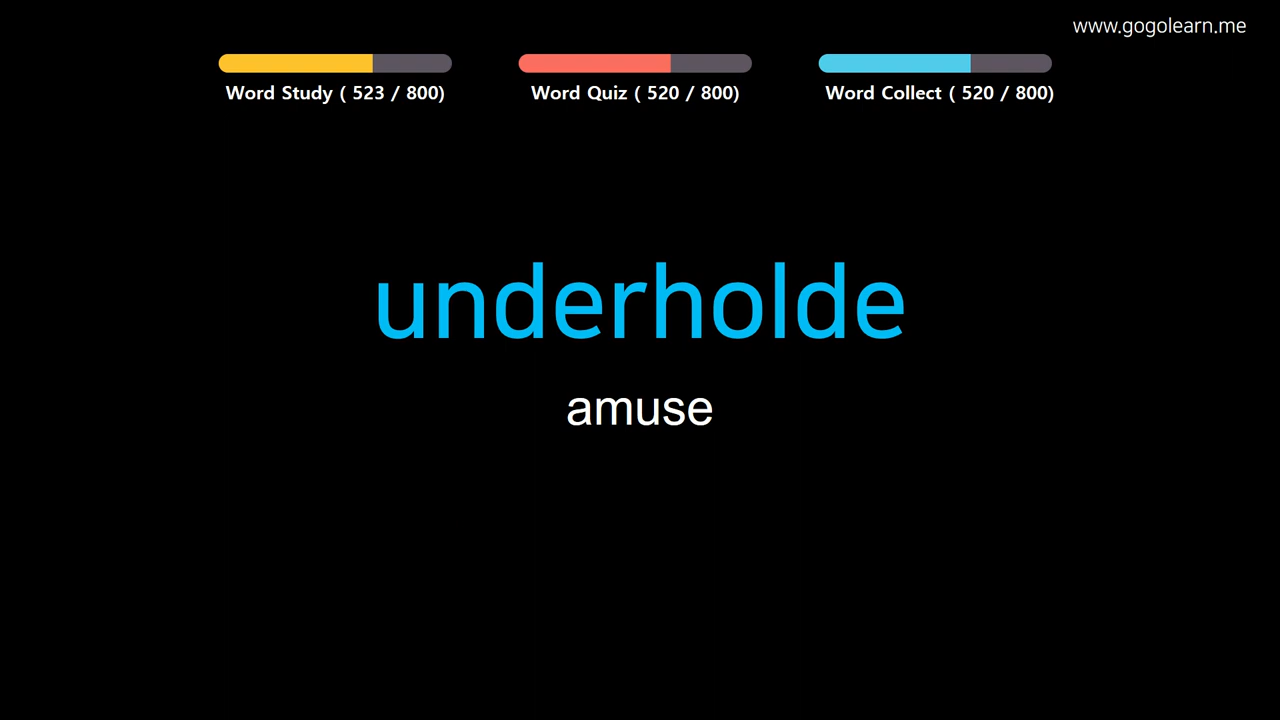 www.gogolearn.me
Word Study ( 523 / 800)
Word Quiz ( 520 / 800)
Word Collect ( 520 / 800)
underholde
amuse